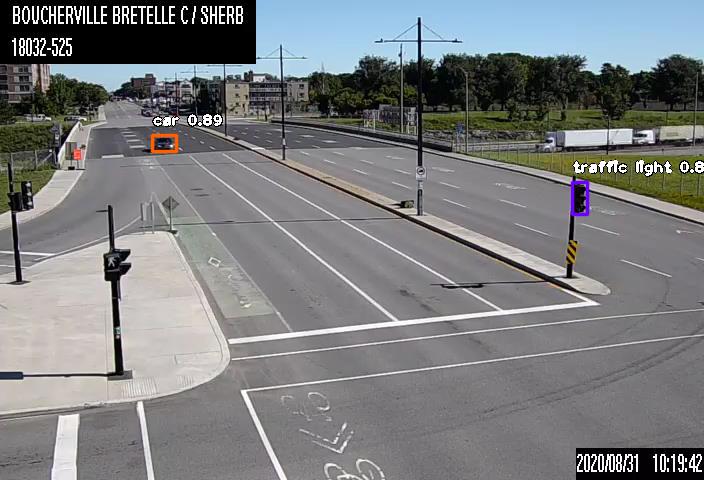 BOUCHERVILLE BRETELLE C / SHERB
18032-525
car 0.89
traffic light 0.8
2020/08/31 10:19:42